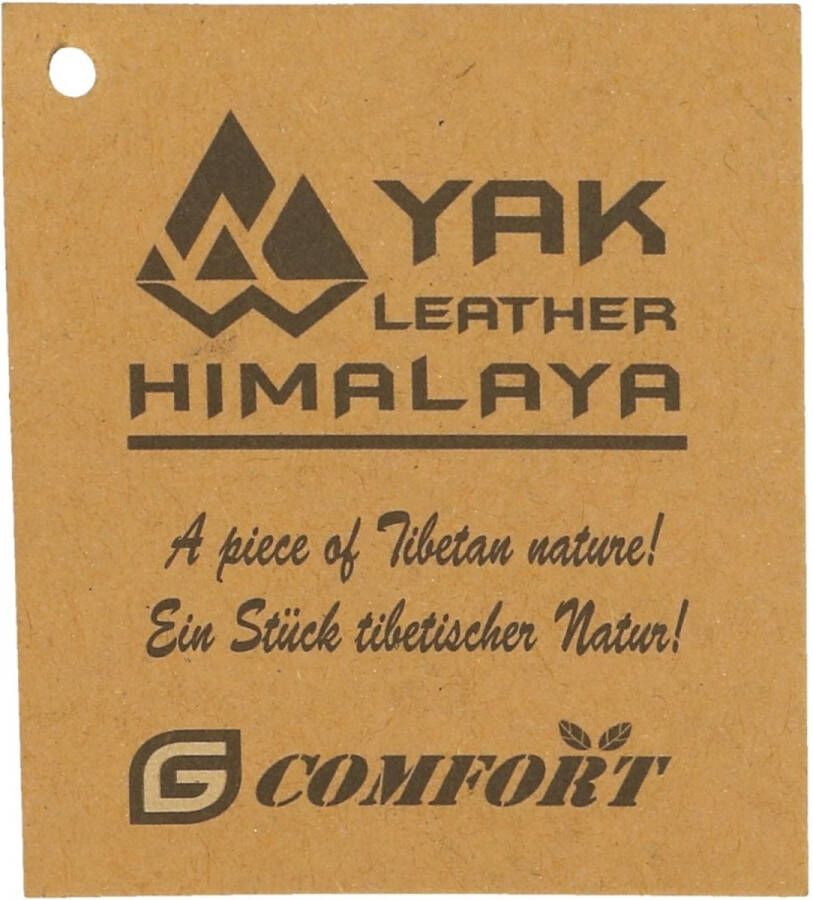 YAK
LEATHER
HIMALAYA
A piece of Tibetan nature!
Ein Stück tibetischer Natur!
G COMFORT